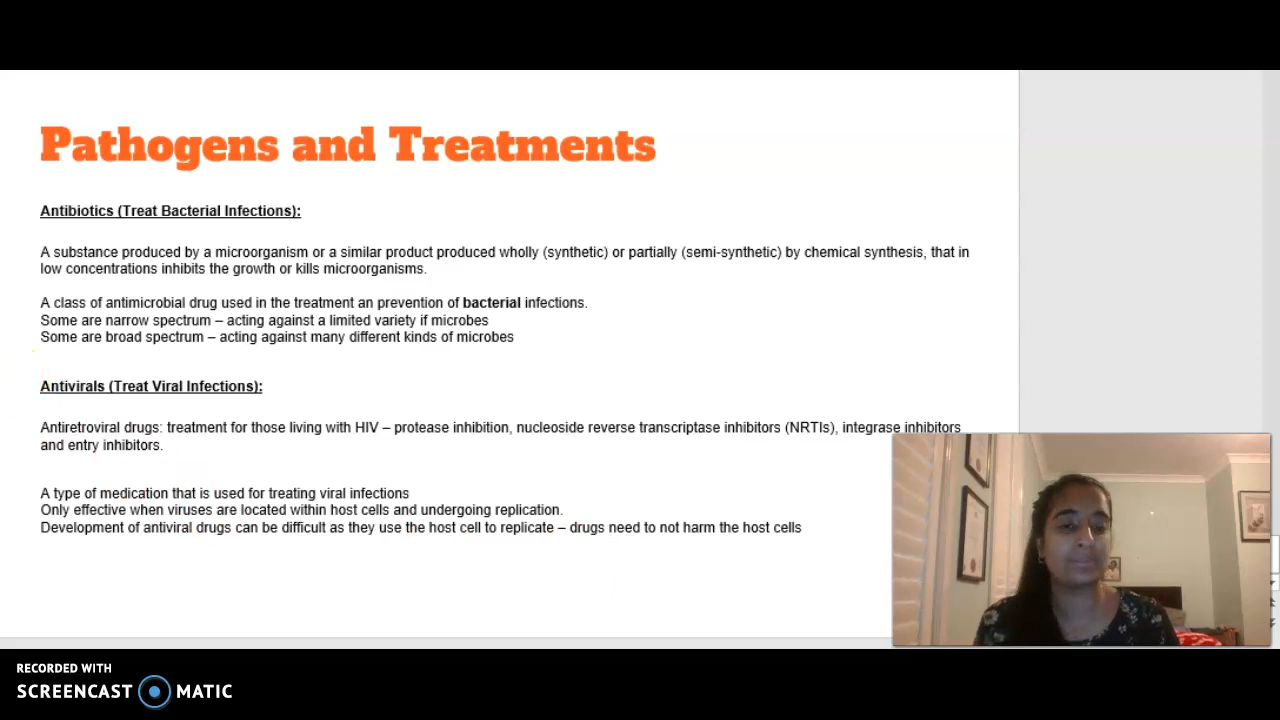 Pathogens and Treatments
Antibiotics (Treat Bacterial Infections):
A substance produced by a microorganism or a similar product produced wholly (synthetic) or partially (semi-synthetic) by chemical synthesis, that in
low concentrations inhibits the growth or kills microorganisms.
A class of antimicrobial drug used in the treatment an prevention of bacterial infections.
Some are narrow spectrum – acting against a limited variety if microbes
Some are broad spectrum – acting against many different kinds of microbes
Antivirals (Treat Viral Infections):
Antiretroviral drugs: treatment for those living with HIV – protease inhibition, nucleoside reverse transcriptase inhibitors (NRTIs), integrase inhibitors
and entry inhibitors.
A type of medication that is used for treating viral infections
Only effective when viruses are located within host cells and undergoing replication.
Development of antiviral drugs can be difficult as they use the host cell to replicate – drugs need to not harm the host cells
RECORDED WITH
SCREENCAST MATIC